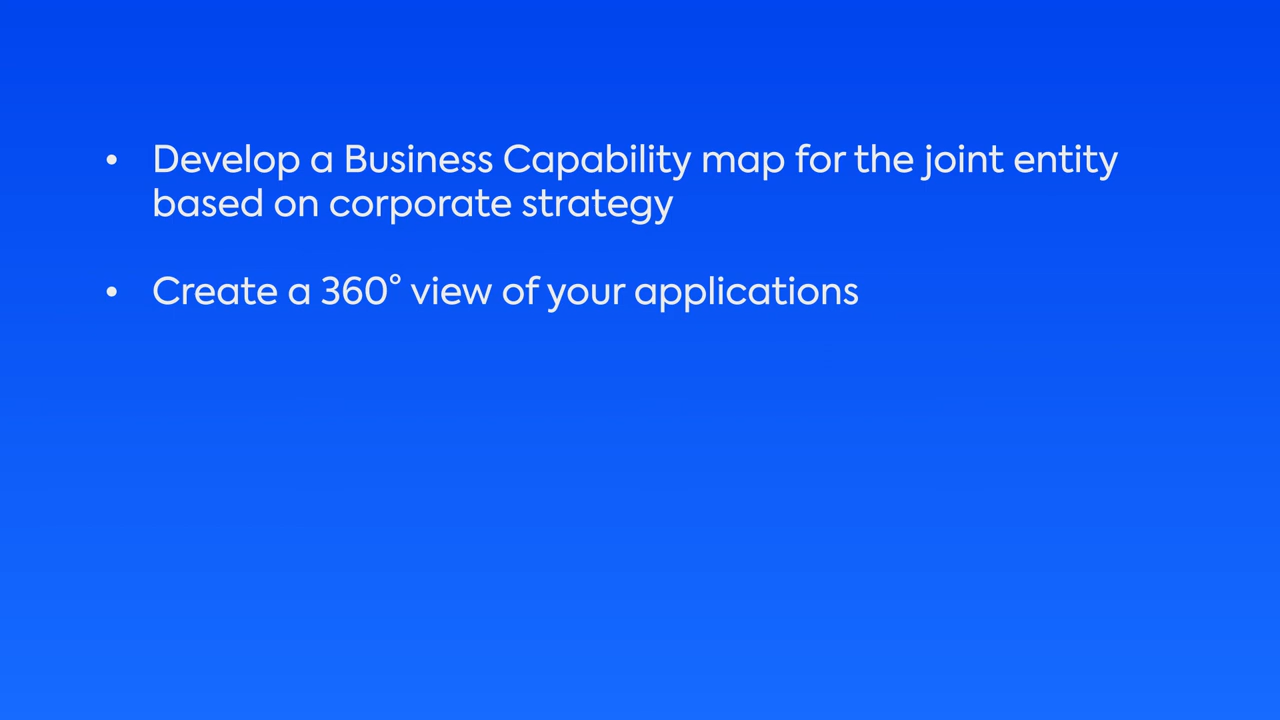 • Develop a Business Capability map for the joint entity
based on corporate strategy
• Create a 360° view of your applications